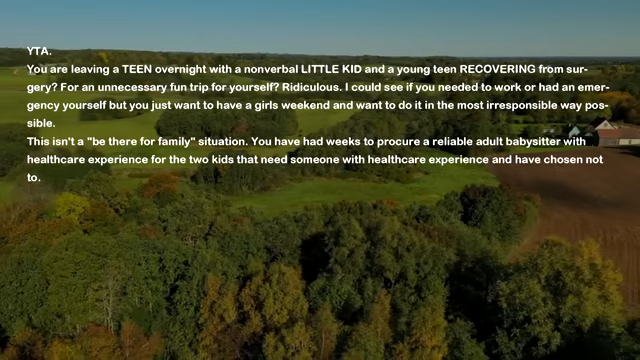 YTA.
You are leaving a TEEN overnight with a nonverbal LITTLE KID and a young teen RECOVERING from sur-
gery? For an unnecessary fun trip for yourself? Ridiculous. I could see if you needed to work or had an emer-
gency yourself but you just want to have a girls weekend and want to do it in the most irresponsible way pos-
sible.
This isn't a "be there for family" situation. You have had weeks to procure a reliable adult babysitter with
healthcare experience for the two kids that need someone with healthcare experience and have chosen not
to.